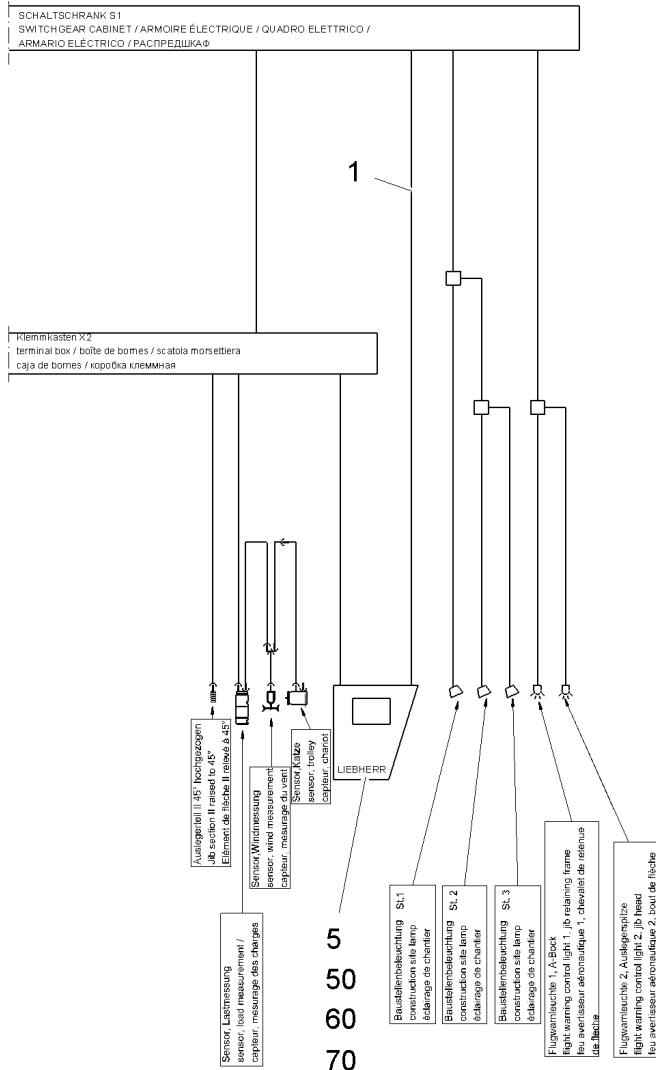 SCHALTSCHRANK S1
SWITCHGEAR CABINET / ARMOIRE ÉLECTRIQUE / QUADRO ELETTRICO /
ARMARIO ELÉCTRICO / РАСПРЕДШКАФ
1
Klemmkasten X2
terminal box / boîte de bornes / scatola morsettiera
caja de bornes / коробка клеммная
LIEBHERR
Auslegerteil II 45° hochgezogen
Jib section II raised to 45°
Elément de flèche II relevé à 45°
Sensor, Lastmessung
sensor, load measurement /
capteur, mesurage des charges
Sensor,Windmessung
sensor, wind measurement
capteur, mesurage du vent
Sensor,Katze
sensor, trolley
capteur, chariot
5
50
60
70
Baustellenbeleuchtung St.1
construction site lamp
éclairage de chantier
Baustellenbeleuchtung St. 2
construction site lamp
éclairage de chantier
Baustellenbeleuchtung St. 3
construction site lamp
éclairage de chantier
Flugwarnleuchte 1, A-Bock
flight warning control light 1, jib retaining frame
feu avertisseur aéronautique 1, chevalet de retenue
de flèche
Flugwarnleuchte 2, Auslegerspitze
flight warning control light 2, jib head
feu avertisseur aéronautique 2, bout de flèche